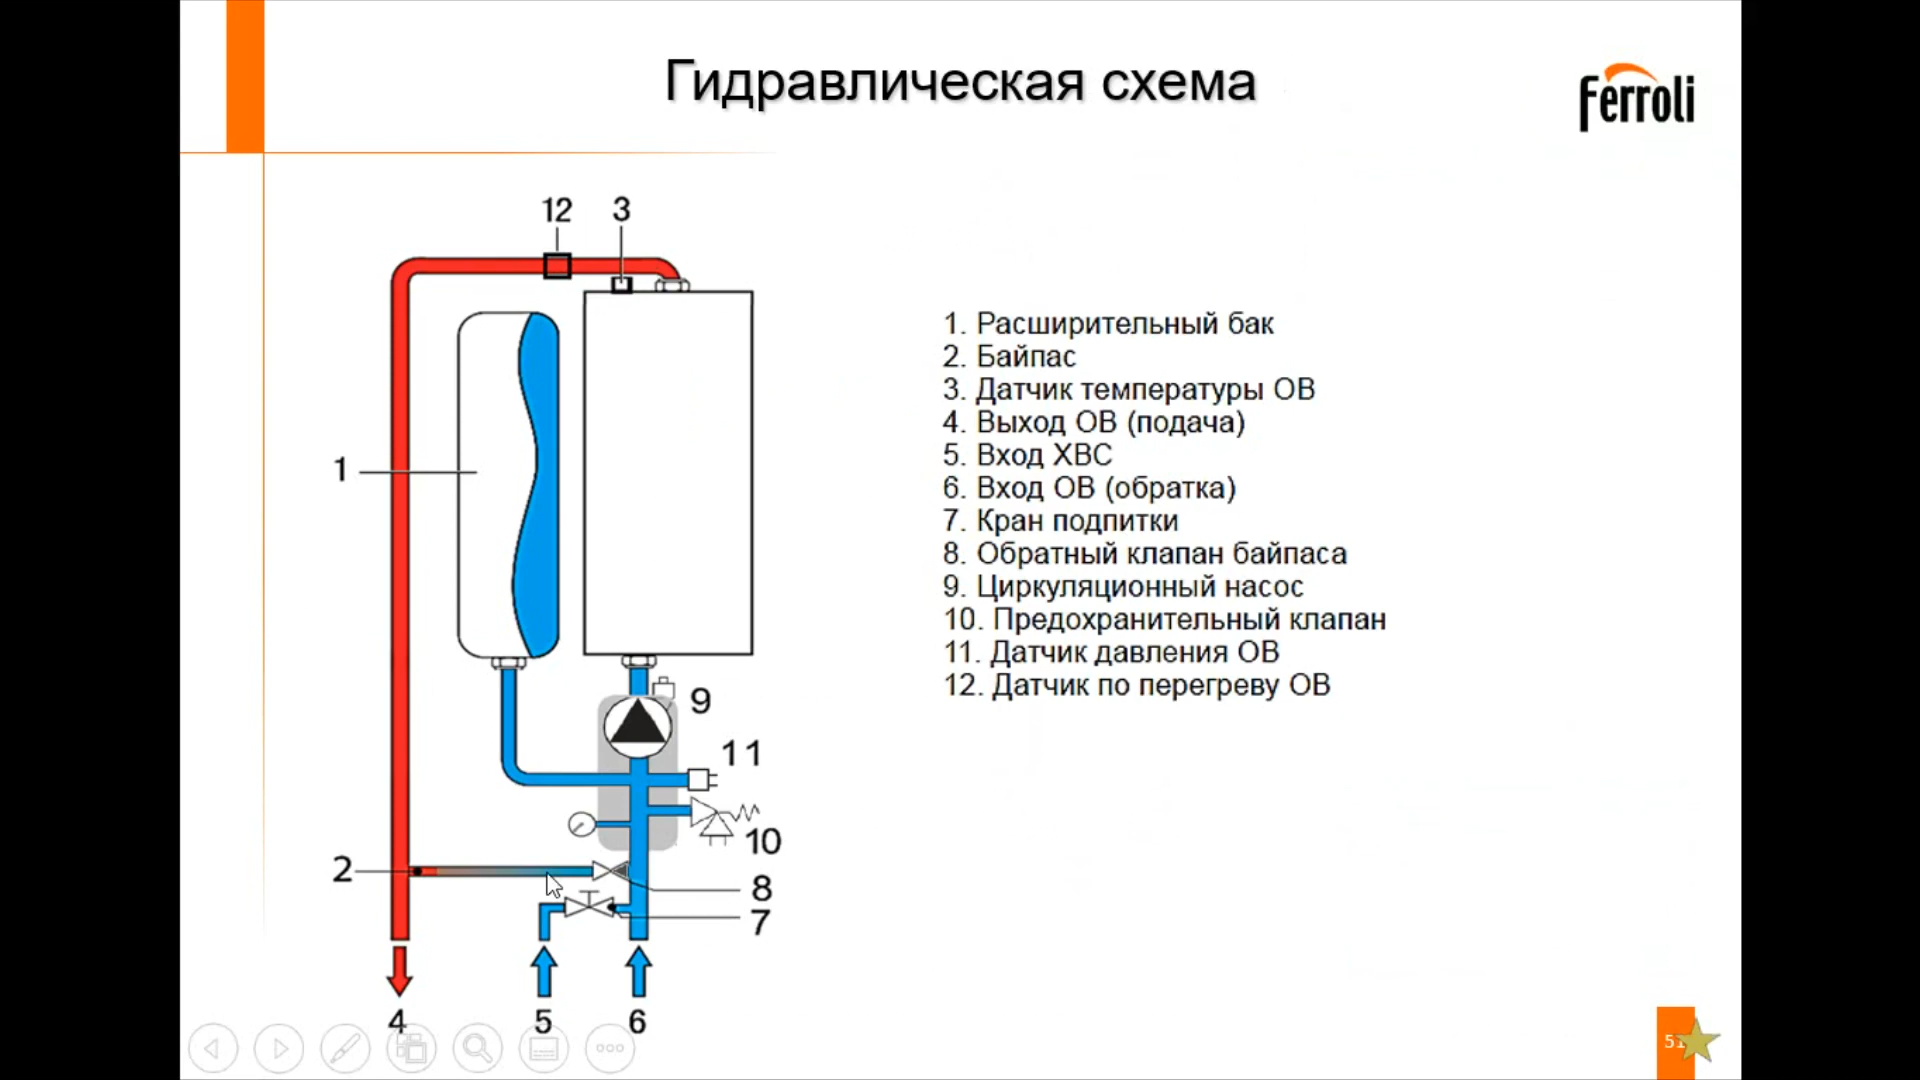 Гидравлическая схема
Ferroli
12 3
1
9
11
10
2
8
7
4 5 6
1. Расширительный бак
2. Байпас
3. Датчик температуры ОВ
4. Выход ОВ (подача)
5. Вход ХВС
6. Вход ОВ (обратка)
7. Кран подпитки
8. Обратный клапан байпаса
9. Циркуляционный насос
10. Предохранительный клапан
11. Датчик давления ОВ
12. Датчик по перегреву ОВ
51